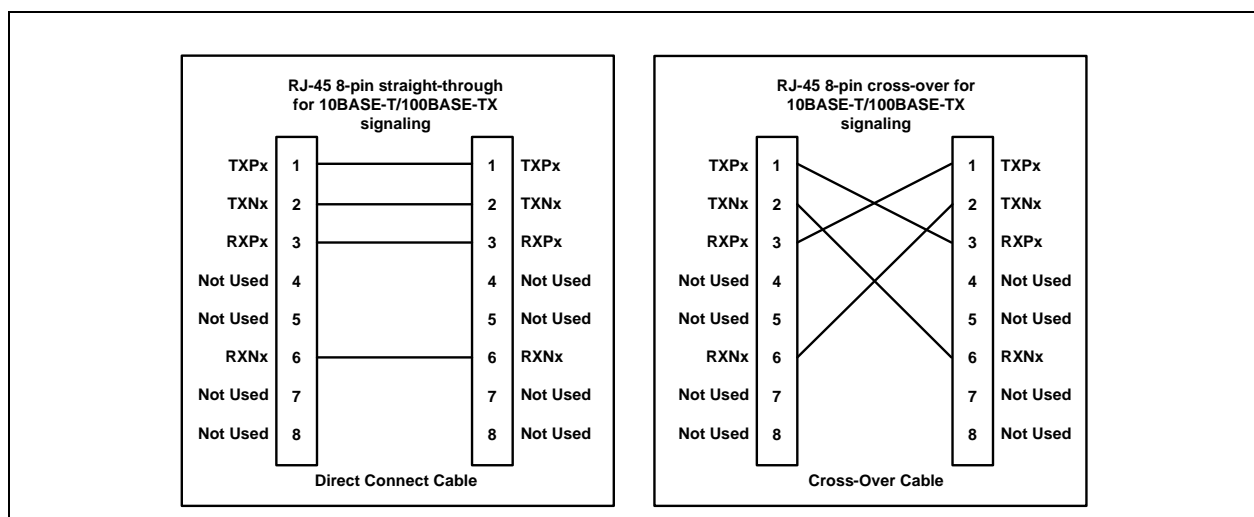 RJ-45 8-pin straight-through
for 10BASE-T/100BASE-TX
signaling
TXPx 1 1 TXPx
TXNx 2 2 TXNx
RXPx 3 3 RXPx
Not Used 4 4 Not Used
Not Used 5 5 Not Used
RXNx 6 6 RXNx
Not Used 7 7 Not Used
Not Used 8 8 Not Used
Direct Connect Cable
RJ-45 8-pin cross-over for
10BASE-T/100BASE-TX
signaling
TXPx 1 1 TXPx
TXNx 2 2 TXNx
RXPx 3 3 RXPx
Not Used 4 4 Not Used
Not Used 5 5 Not Used
RXNx 6 6 RXNx
Not Used 7 7 Not Used
Not Used 8 8 Not Used
Cross-Over Cable